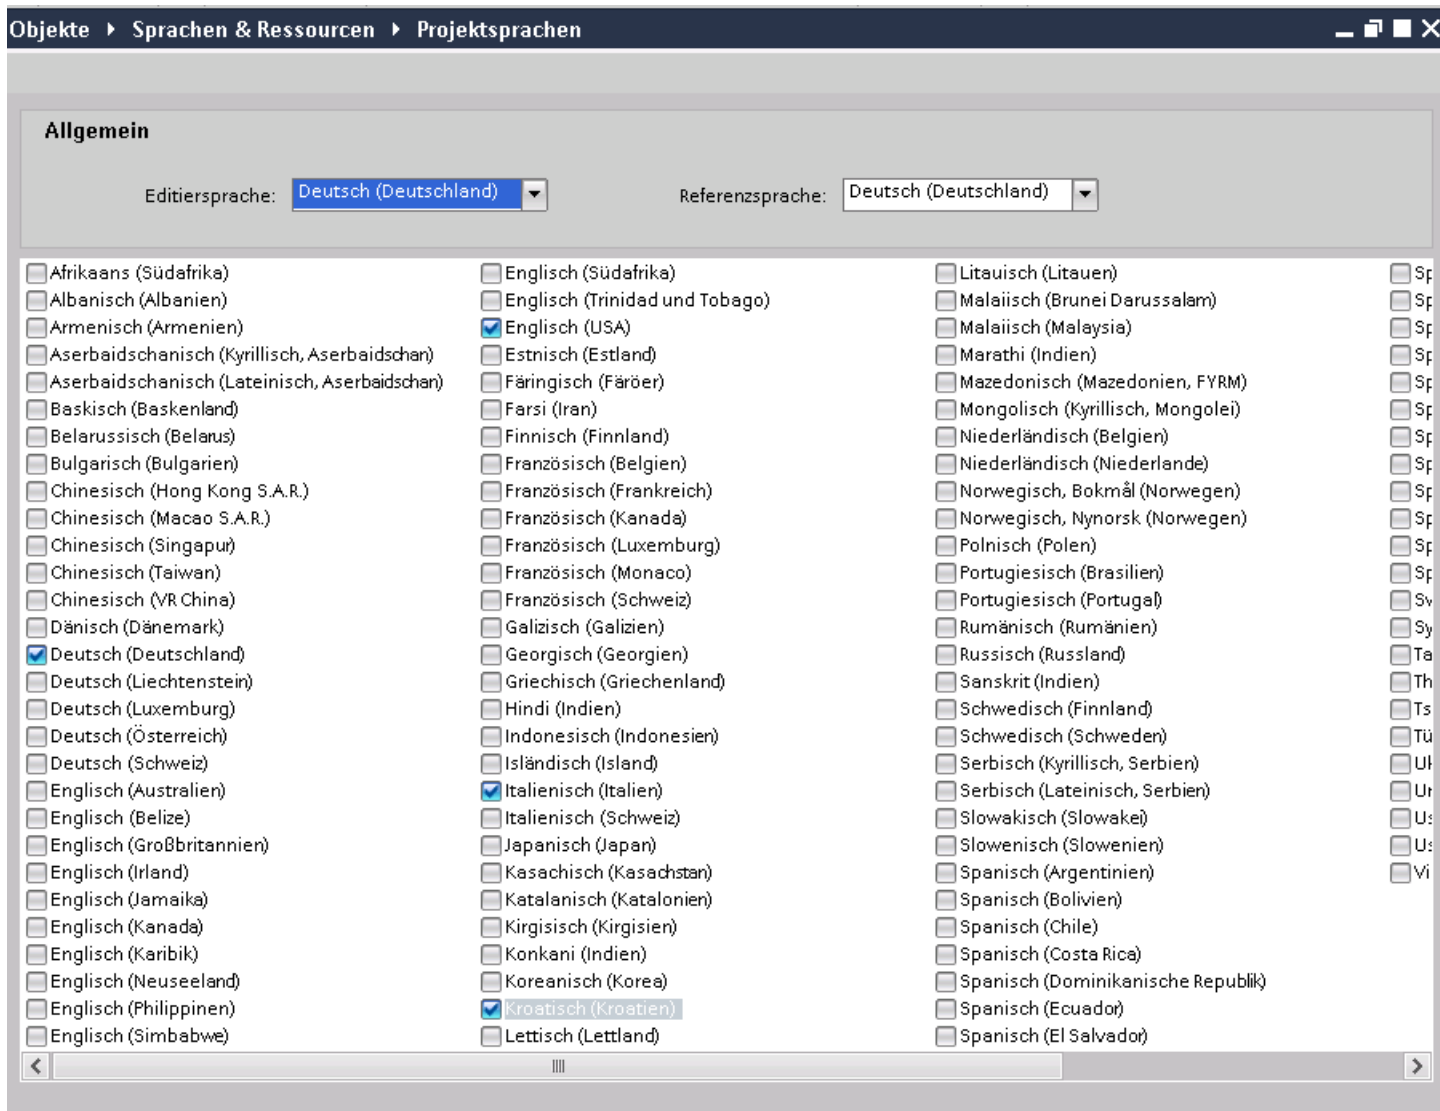 Objekte ▸ Sprachen & Ressourcen ▸ Projektsprachen
Allgemein
Editiersprache: Deutsch (Deutschland) Referenzsprache: Deutsch (Deutschland)
Afrikaans (Südafrika)
Albanisch (Albanien)
Armenisch (Armenien)
Aserbaidschanisch (Kyrillisch, Aserbaidschan)
Aserbaidschanisch (Lateinisch, Aserbaidschan)
Baskisch (Baskenland)
Belarussisch (Belarus)
Bulgarisch (Bulgarien)
Chinesisch (Hong Kong S.A.R.)
Chinesisch (Macao S.A.R.)
Chinesisch (Singapur)
Chinesisch (Taiwan)
Chinesisch (VR China)
Dänisch (Dänemark)
Deutsch (Deutschland)
Deutsch (Liechtenstein)
Deutsch (Luxemburg)
Deutsch (Österreich)
Deutsch (Schweiz)
Englisch (Australien)
Englisch (Belize)
Englisch (Großbritannien)
Englisch (Irland)
Englisch (Jamaika)
Englisch (Kanada)
Englisch (Karibik)
Englisch (Neuseeland)
Englisch (Philippinen)
Englisch (Simbabwe)
Englisch (Südafrika)
Englisch (Trinidad und Tobago)
Englisch (USA)
Estnisch (Estland)
Färingisch (Färöer)
Farsi (Iran)
Finnisch (Finnland)
Französisch (Belgien)
Französisch (Frankreich)
Französisch (Kanada)
Französisch (Luxemburg)
Französisch (Monaco)
Französisch (Schweiz)
Galizisch (Galizien)
Georgisch (Georgien)
Griechisch (Griechenland)
Hindi (Indien)
Indonesisch (Indonesien)
Isländisch (Island)
Italienisch (Italien)
Italienisch (Schweiz)
Japanisch (Japan)
Kasachisch (Kasachstan)
Katalanisch (Katalonien)
Kirgisisch (Kirgisien)
Konkani (Indien)
Koreanisch (Korea)
Kroatisch (Kroatien)
Lettisch (Lettland)
Litauisch (Litauen)
Malaiisch (Brunei Darussalam)
Malaiisch (Malaysia)
Marathi (Indien)
Mazedonisch (Mazedonien, FYRM)
Mongolisch (Kyrillisch, Mongolei)
Niederländisch (Belgien)
Niederländisch (Niederlande)
Norwegisch, Bokmål (Norwegen)
Norwegisch, Nynorsk (Norwegen)
Polnisch (Polen)
Portugiesisch (Brasilien)
Portugiesisch (Portugal)
Rumänisch (Rumänien)
Russisch (Russland)
Sanskrit (Indien)
Schwedisch (Finnland)
Schwedisch (Schweden)
Serbisch (Kyrillisch, Serbien)
Serbisch (Lateinisch, Serbien)
Slowakisch (Slowakei)
Slowenisch (Slowenien)
Spanisch (Argentinien)
Spanisch (Bolivien)
Spanisch (Chile)
Spanisch (Costa Rica)
Spanisch (Dominikanische Republik)
Spanisch (Ecuador)
Spanisch (El Salvador)